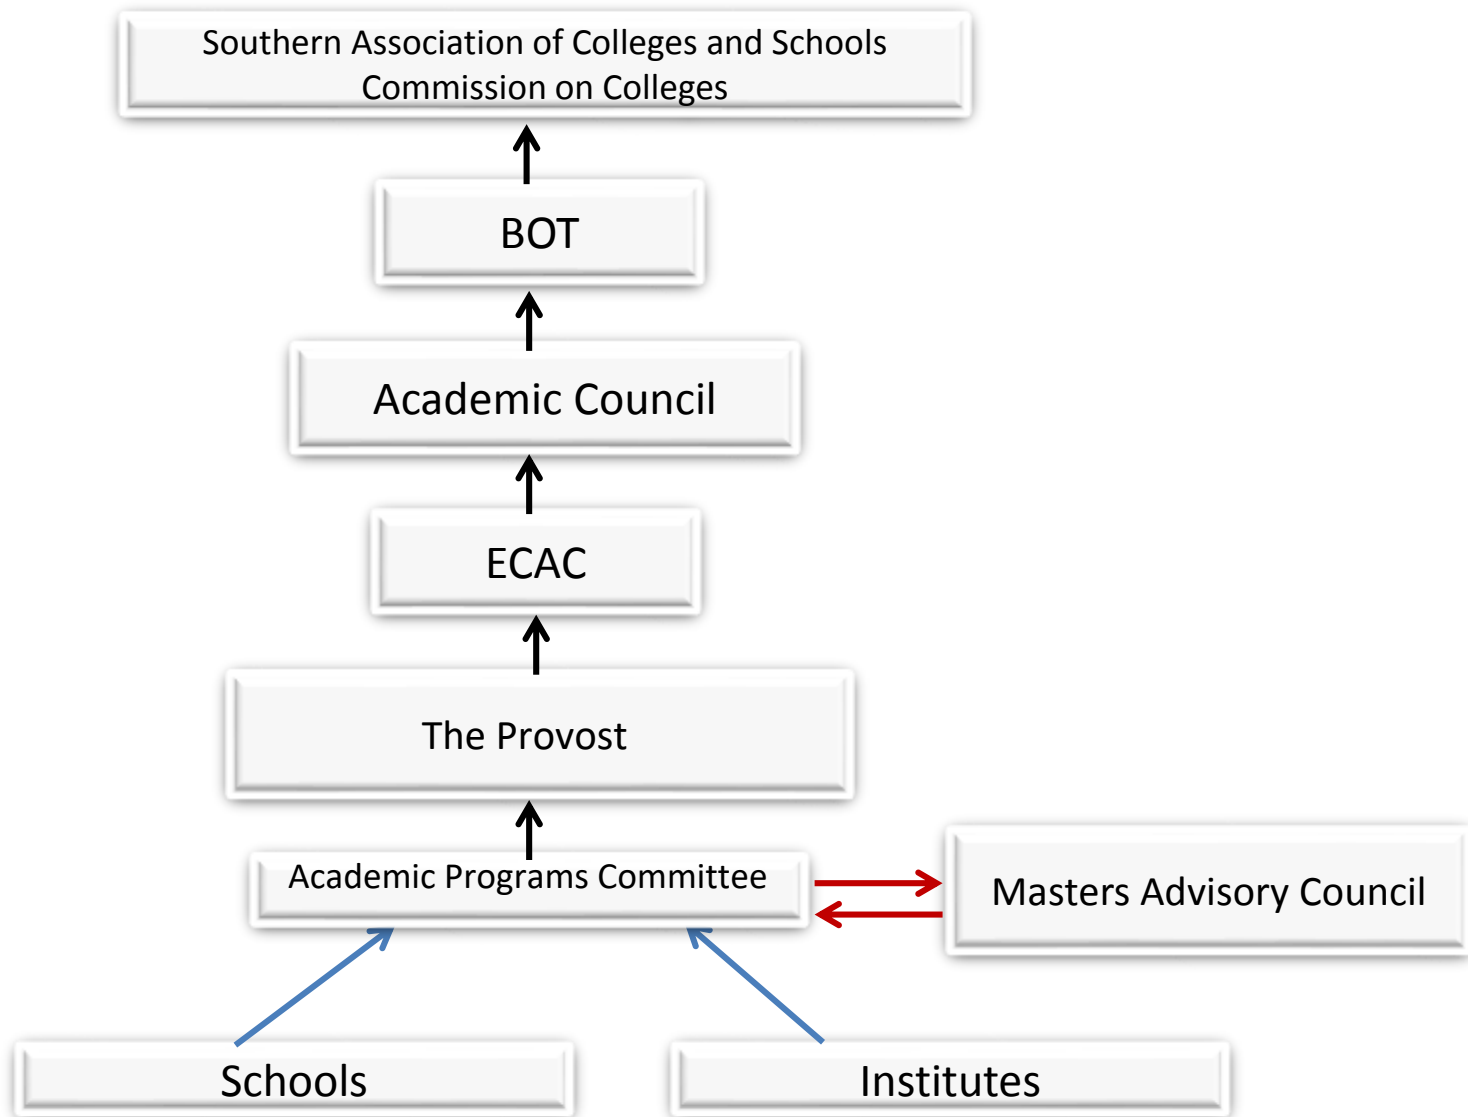 Southern Association of Colleges and Schools
Commission on Colleges
BOT
Academic Council
ECAC
The Provost
Academic Programs Committee
Masters Advisory Council
Schools
Institutes